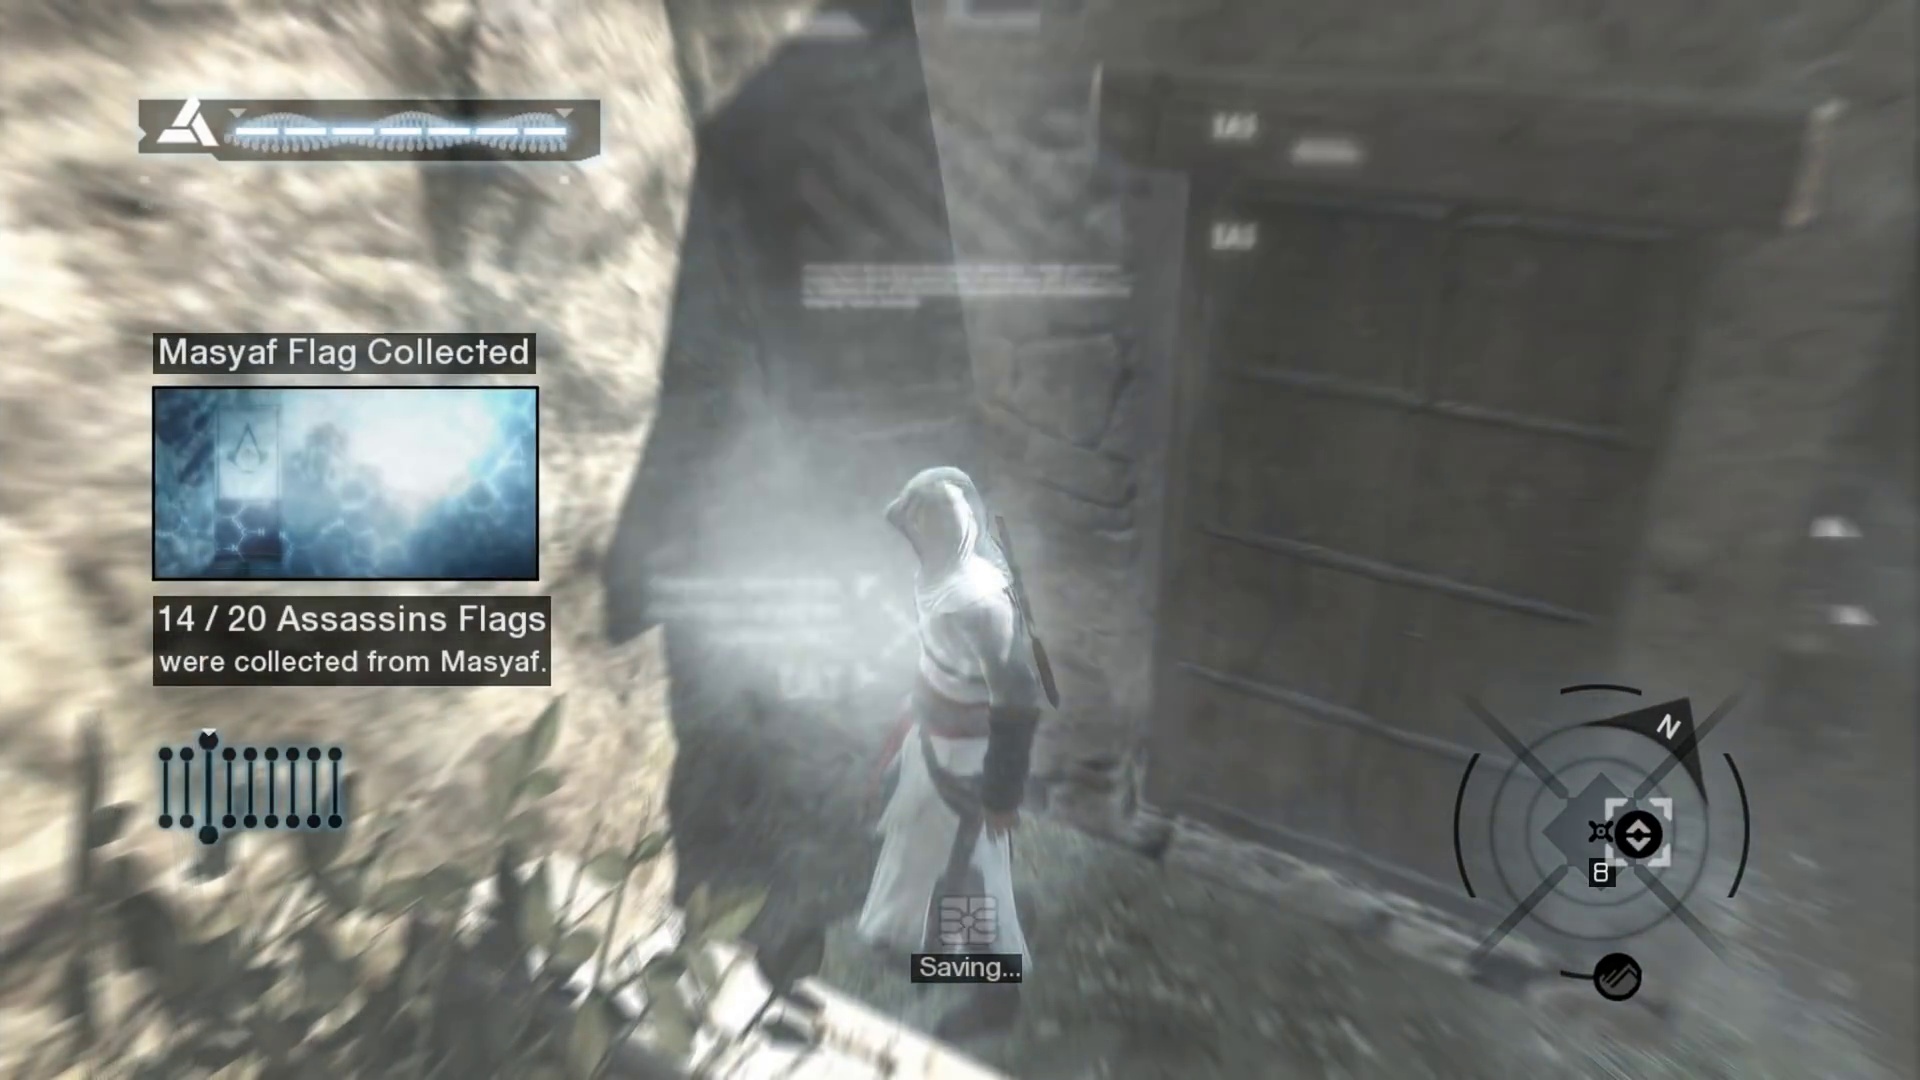 Masyaf Flag Collected
14 / 20 Assassins Flags
were collected from Masyaf.
N
8
Saving...